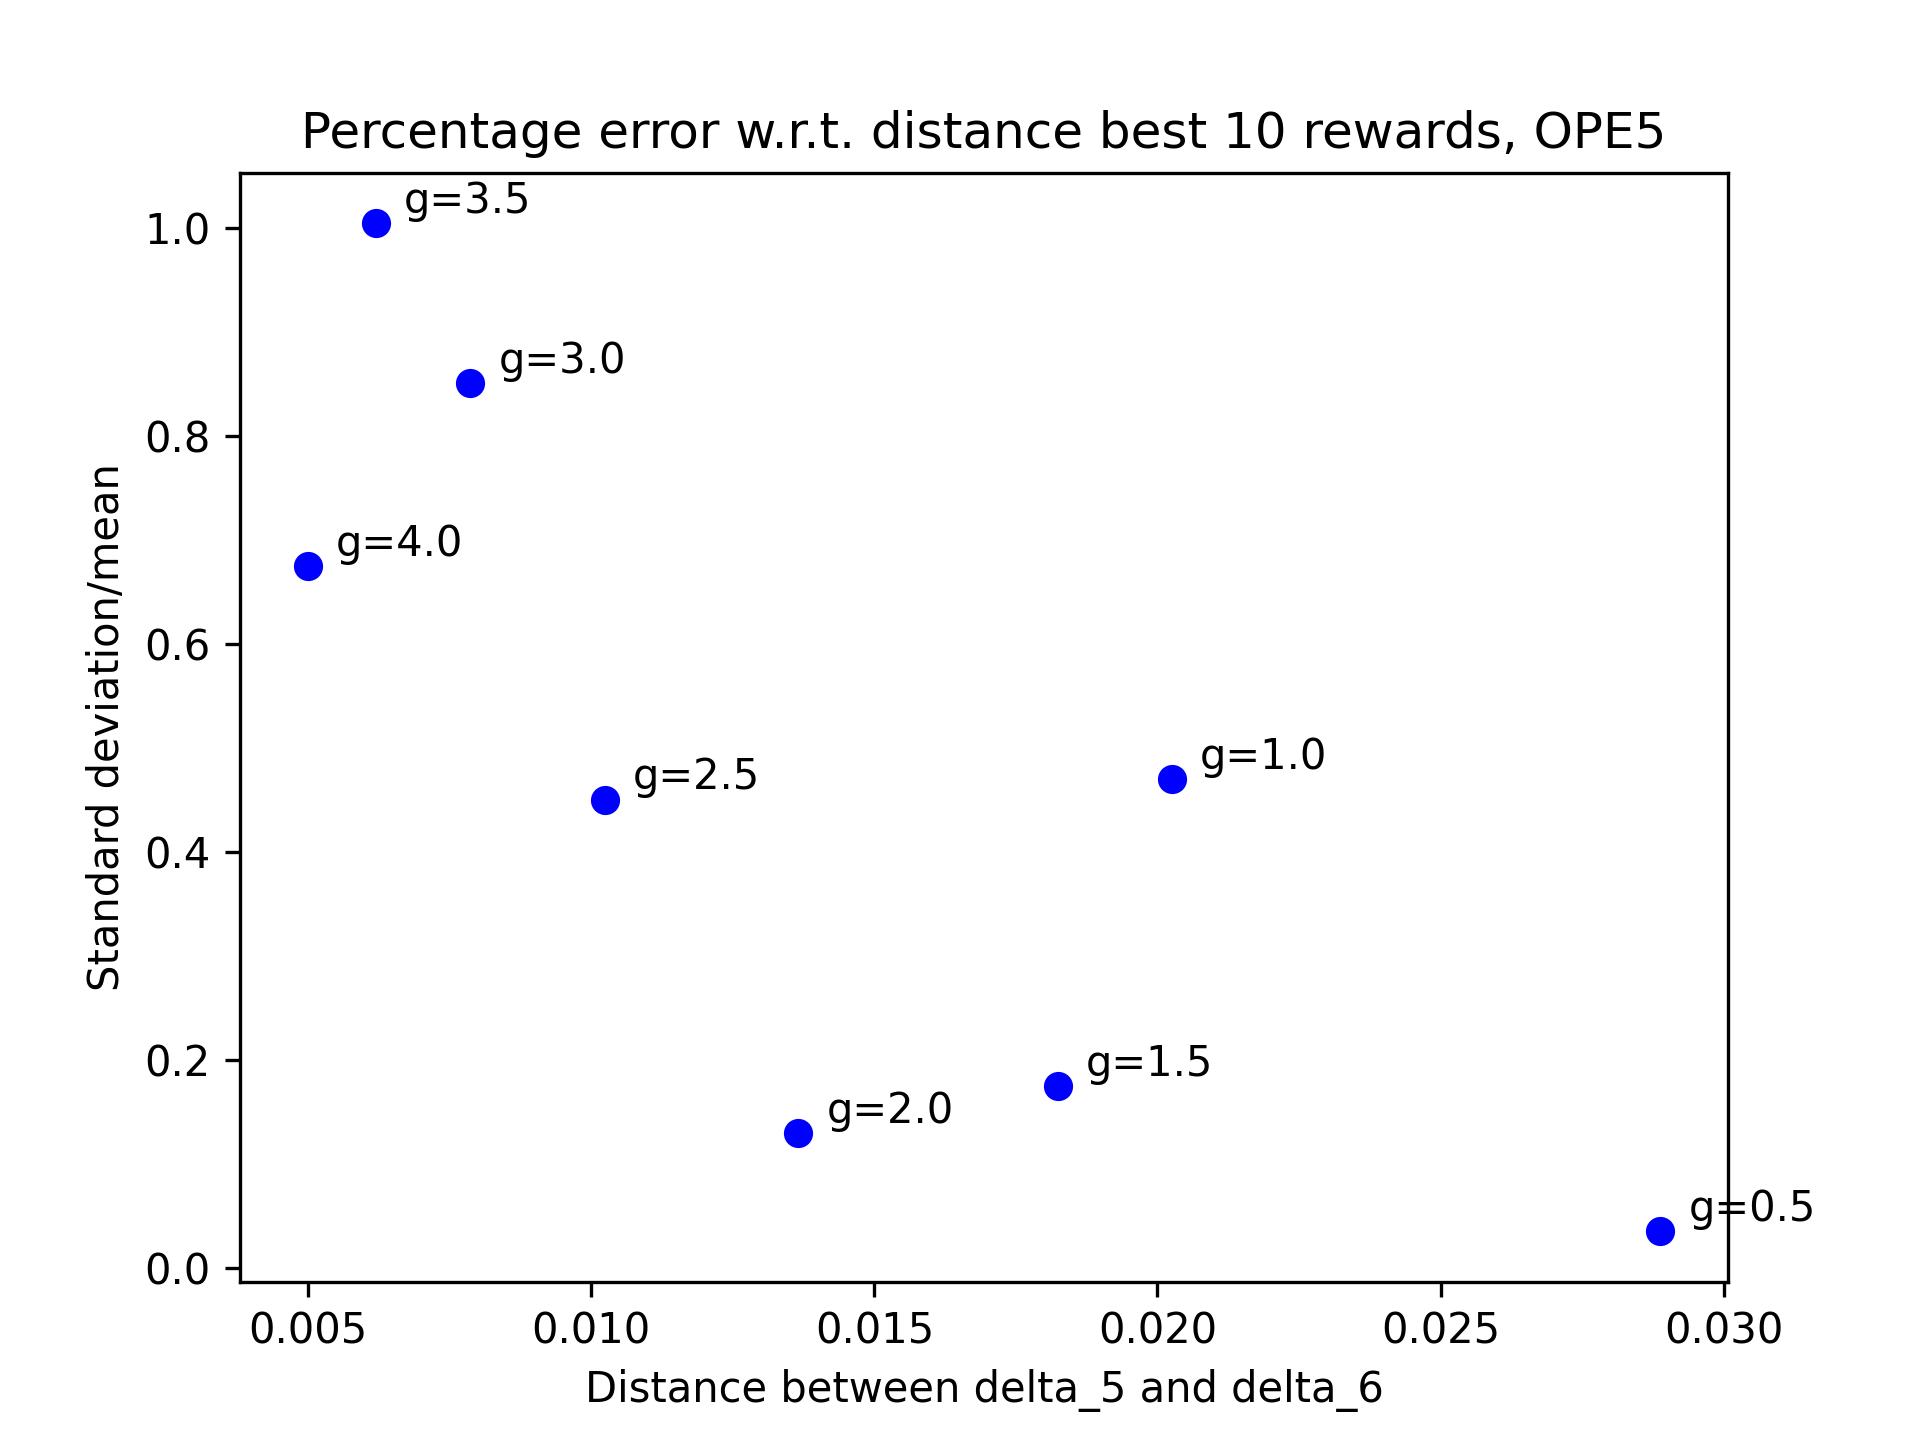 Percentage error w.r.t. distance best 10 rewards, OPE5
g=3.5
1.0
g=3.0
0.8
g=4.0
0.6
g=2.5
g=1.0
0.4
0.2
g=1.5
g=2.0
g=0.5
0.0
Standard deviation/mean
0.005 0.010 0.015 0.020 0.025 0.030
Distance between delta_5 and delta_6